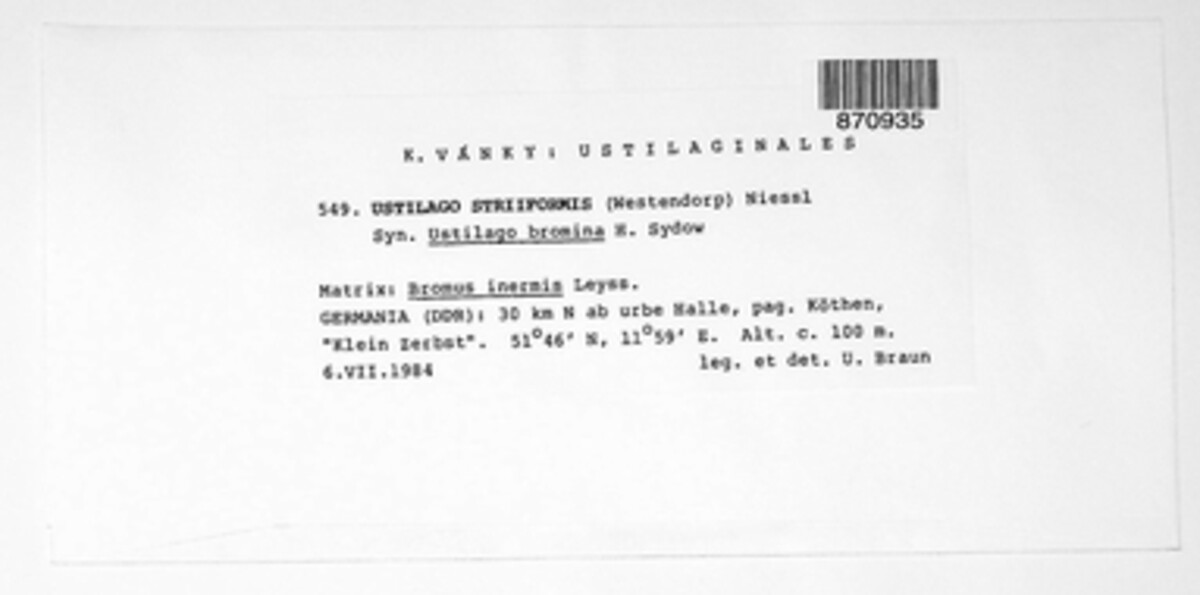 870935
K. VÁNKY: USTILAGINALES
549. USTILAGO STRIIFORMIS (Westendorp) Niessl
Syn. Ustilago bromina H. Sydow
Matrix: Bromus inermis Leyss.
GERMANIA (DDR): 30 km N ab urbe Halle, pag. Köthen,
"Klein Zerbst". 51°46' N, 11°59' E. Alt. c. 100 m.
6.VII.1984 leg. et det. U. Braun